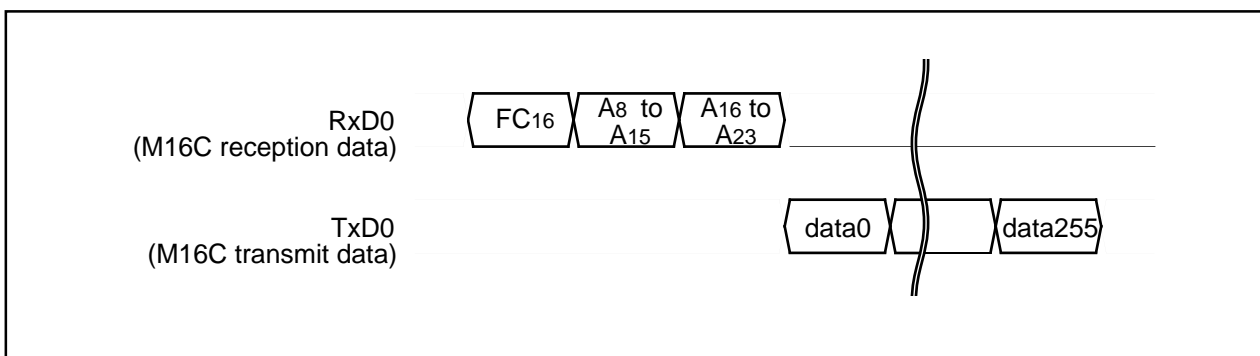 RxD0
(M16C reception data)
FC16
A8 to
A15
A16 to
A23
TxD0
(M16C transmit data)
data0
data255